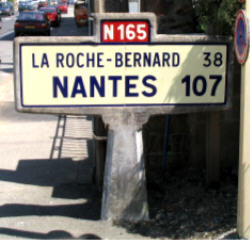 N165
LA ROCHE-BERNARD 38
NANTES 107